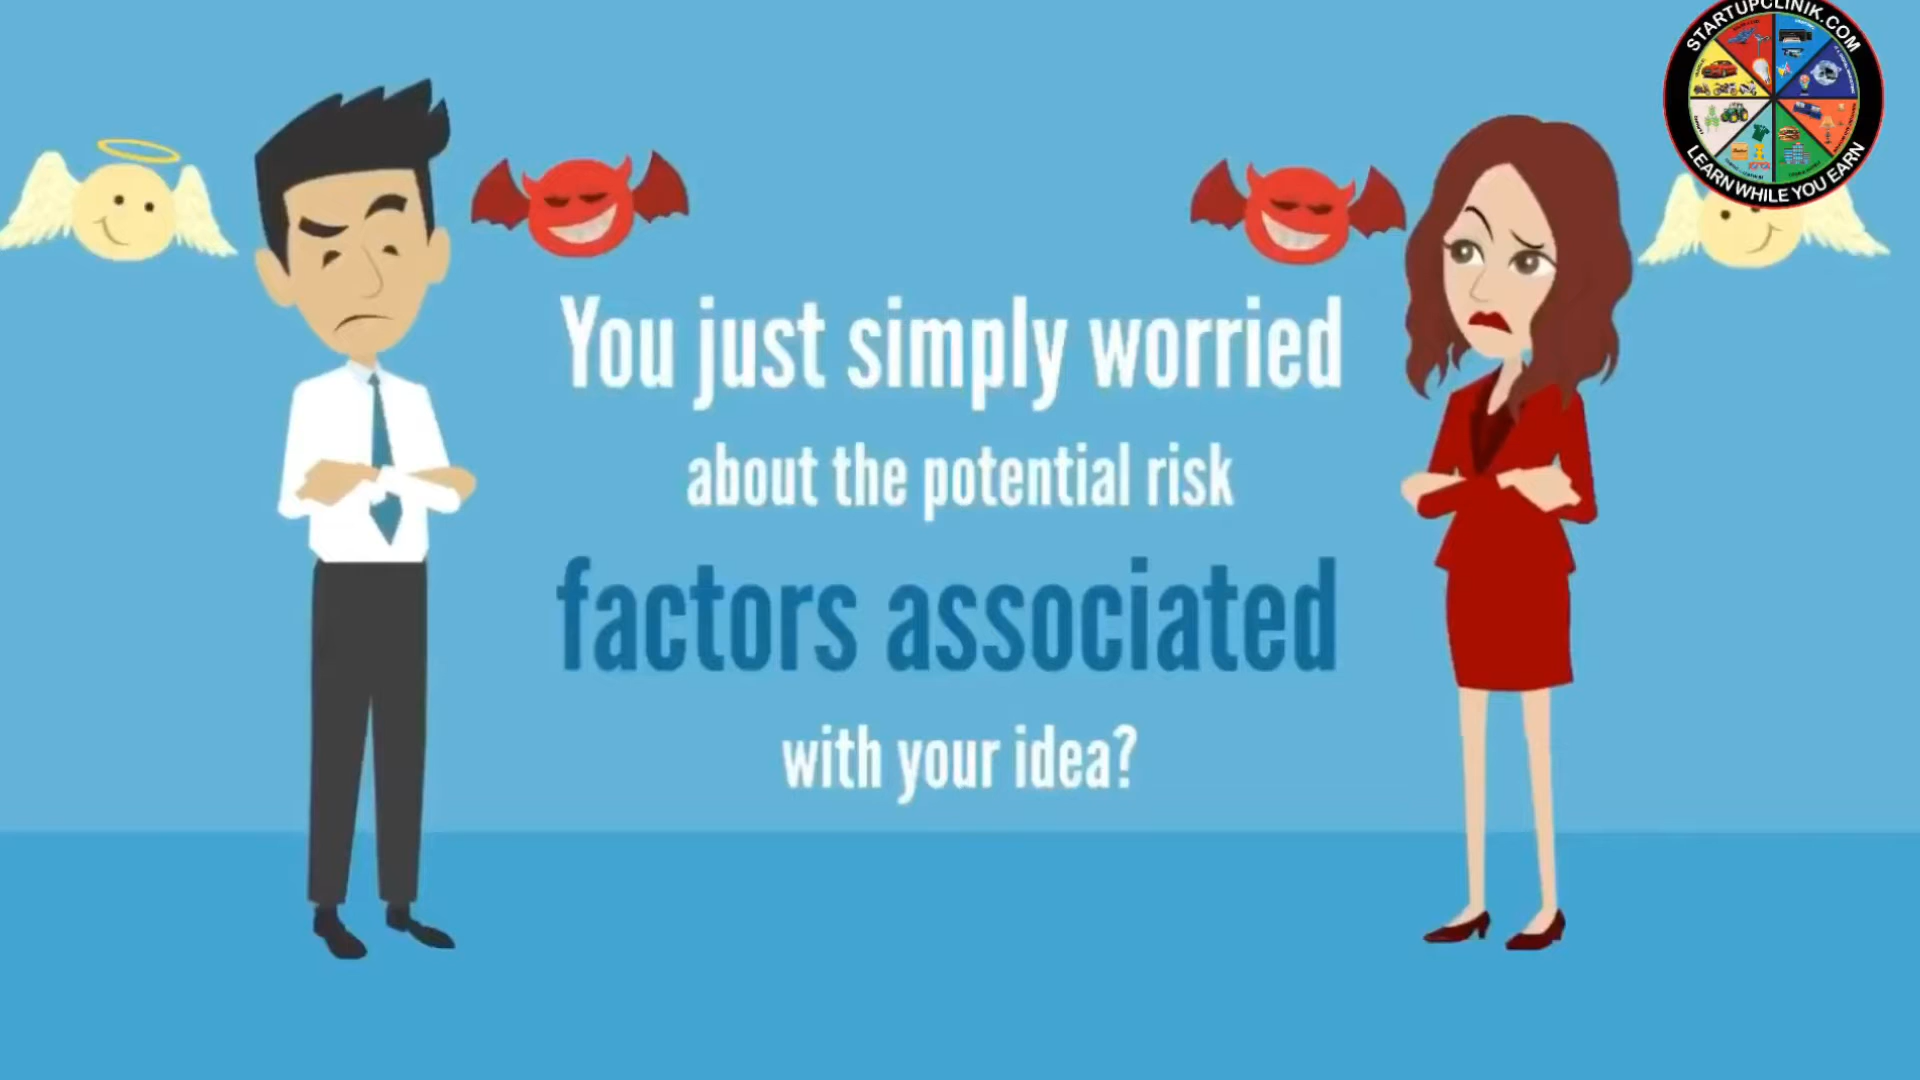 STARTUPCLINIK.COM
LEARN WHILE YOU EARN
You just simply worried
about the potential risk
factors associated
with your idea?